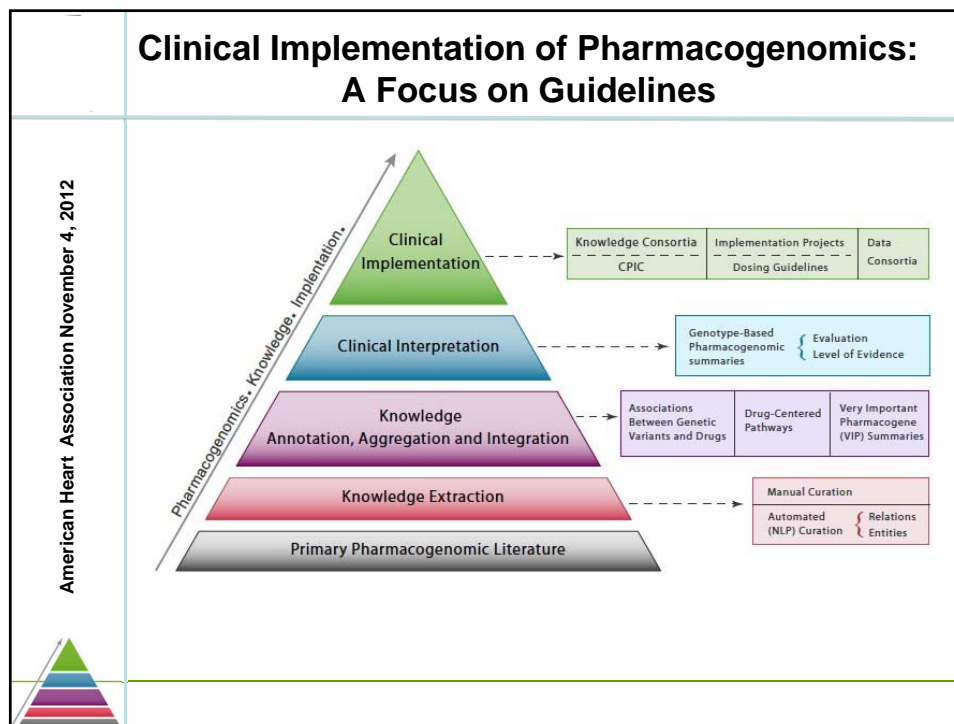 Clinical Implementation of Pharmacogenomics:
A Focus on Guidelines
American Heart Association November 4, 2012
Pharmacogenomics. Knowledge. Implentation.
Clinical
Implementation
Knowledge Consortia
CPIC
Implementation Projects
Dosing Guidelines
Data
Consortia
Clinical Interpretation
Genotype-Based
Pharmacogenomic
summaries
Evaluation
Level of Evidence
Knowledge
Annotation, Aggregation and Integration
Associations
Between Genetic
Variants and Drugs
Drug-Centered
Pathways
Very Important
Pharmacogene
(VIP) Summaries
Knowledge Extraction
Manual Curation
Automated
(NLP) Curation
Relations
Entities
Primary Pharmacogenomic Literature